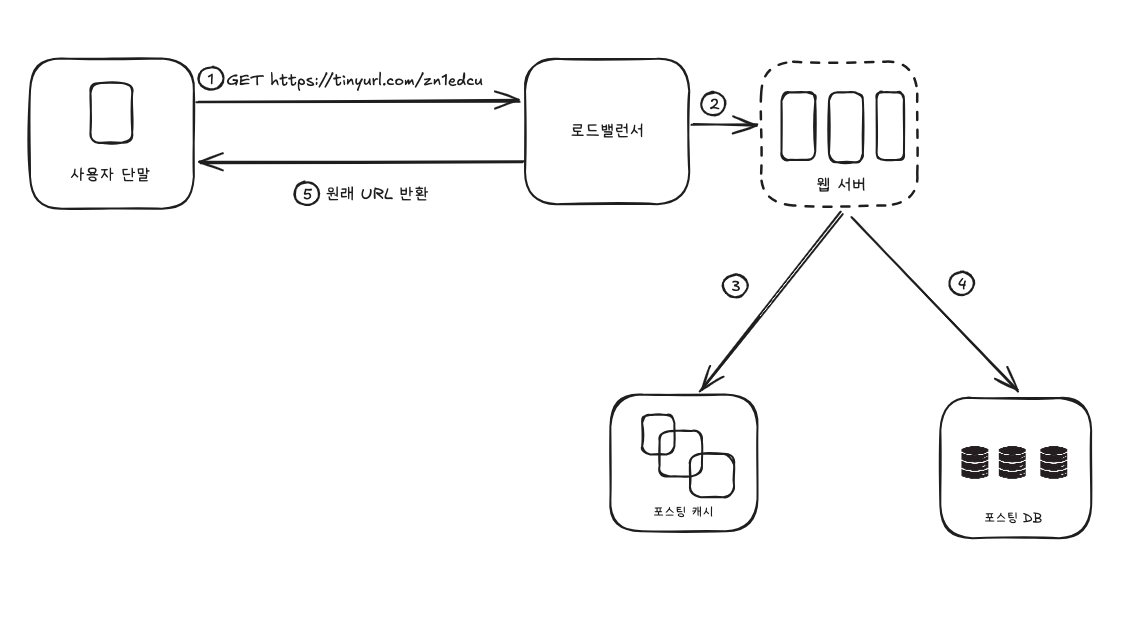 ① GET https://tinyurl.com/zn1edcu
사용자 단말
⑤ 원래 URL 반환
로드밸런서
②
웹 서버
③
④
포스팅 캐시
포스팅 DB